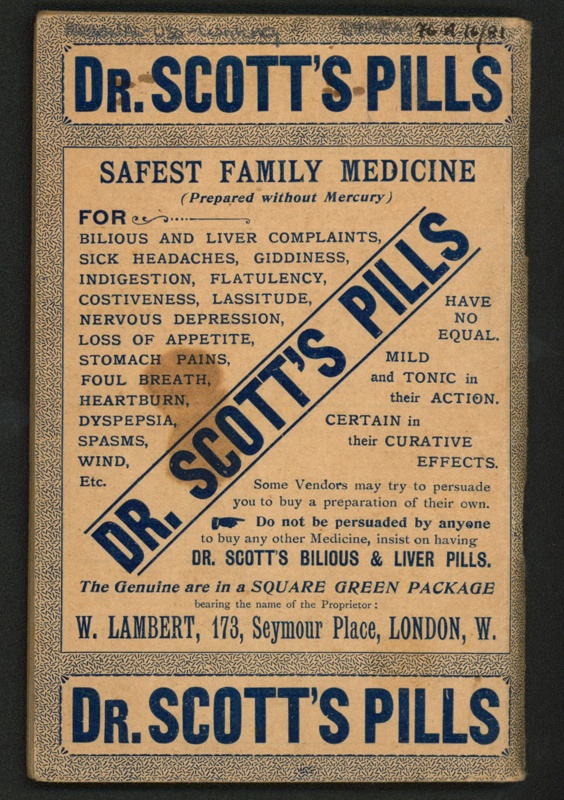 76 A 16/81
DR. SCOTT'S PILLS
SAFEST FAMILY MEDICINE
(Prepared without Mercury)
FOR
BILIOUS AND LIVER COMPLAINTS,
SICK HEADACHES, GIDDINESS,
INDIGESTION, FLATULENCY,
COSTIVENESS, LASSITUDE,
NERVOUS DEPRESSION,
LOSS OF APPETITE,
STOMACH PAINS,
FOUL BREATH,
HEARTBURN,
DYSPEPSIA,
SPASMS,
WIND,
Etc.
DR. SCOTT'S PILLS
HAVE
NO
EQUAL.
MILD
and TONIC in
their ACTION.
CERTAIN in
their CURATIVE
EFFECTS.
Some Vendors may try to persuade
you to buy a preparation of their own.
Do not be persuaded by anyone
to buy any other Medicine, insist on having
DR. SCOTT'S BILIOUS & LIVER PILLS.
The Genuine are in a SQUARE GREEN PACKAGE
bearing the name of the Proprietor:
W. LAMBERT, 173, Seymour Place, LONDON, W.
DR. SCOTT'S PILLS